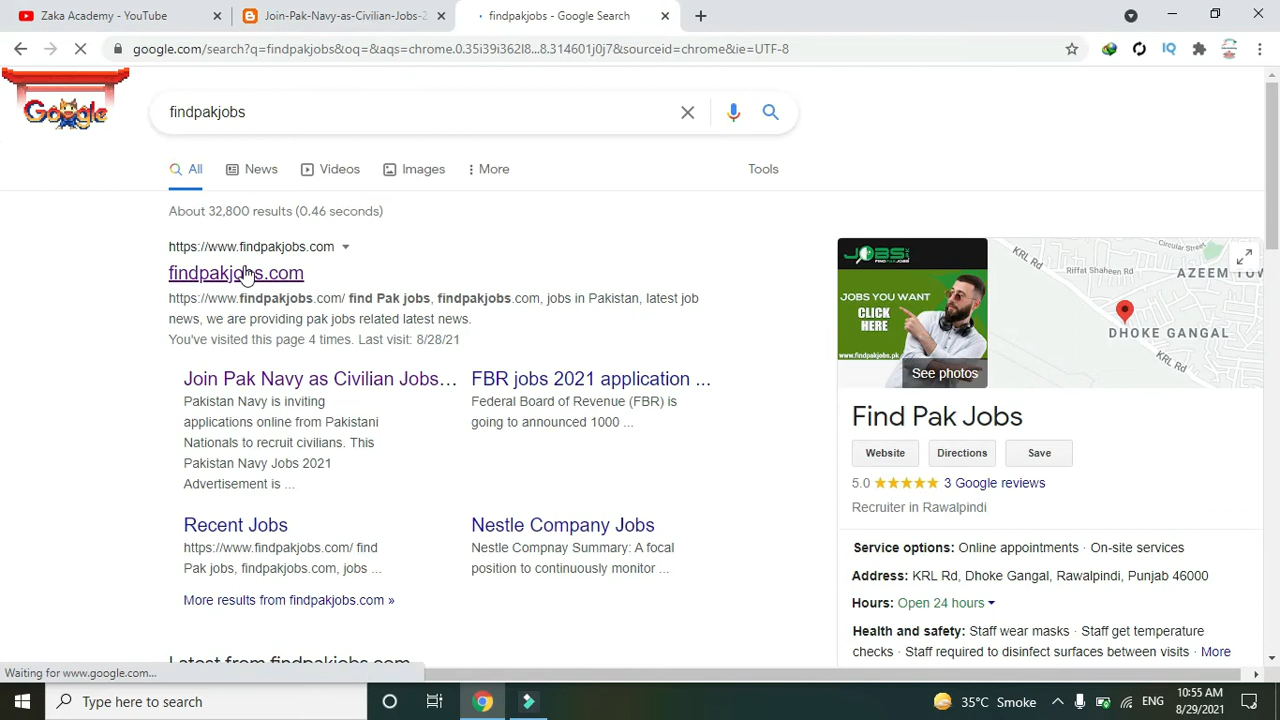 Zaka Academy - YouTube
Join-Pak-Navy-as-Civilian-Jobs-2
findpakjobs - Google Search
google.com/search?q=findpakjobs&oq=&aqs=chrome.0.35i39i362l8...8.314601j0j7&sourceid=chrome&ie=UTF-8
Google
findpakjobs
All
News
Videos
Images
More
Tools
About 32,800 results (0.46 seconds)
https://www.findpakjobs.com
findpakjobs.com
https://www.findpakjobs.com/ find Pak jobs, findpakjobs.com, jobs in Pakistan, latest job
news, we are providing pak jobs related latest news.
You've visited this page 4 times. Last visit: 8/28/21
Join Pak Navy as Civilian Jobs...
Pakistan Navy is inviting
applications online from Pakistani
Nationals to recruit civilians. This
Pakistan Navy Jobs 2021
Advertisement is ...
FBR jobs 2021 application ...
Federal Board of Revenue (FBR) is
going to announced 1000 ...
Recent Jobs
https://www.findpakjobs.com/ find
Pak jobs, findpakjobs.com, jobs ...
Nestle Company Jobs
Nestle Compnay Summary: A focal
position to continuously monitor ...
More results from findpakjobs.com »
Latest from findpakjobs.com
JOBS
JOBS YOU WANT
CLICK
HERE
www.findpakjobs.pk
See photos
KRL Rd
Riffat Shaheen Rd
Circular St
AZEEM TOW
DHOKE GANGAL
KRL Rd
Find Pak Jobs
Website
Directions
Save
5.0 3 Google reviews
Recruiter in Rawalpindi
Service options: Online appointments · On-site services
Address: KRL Rd, Dhoke Gangal, Rawalpindi, Punjab 46000
Hours: Open 24 hours
Health and safety: Staff wear masks · Staff get temperature
checks · Staff required to disinfect surfaces between visits · More
Waiting for www.google.com...
Type here to search
35°C Smoke
ENG
10:55 AM
8/29/2021
IQ